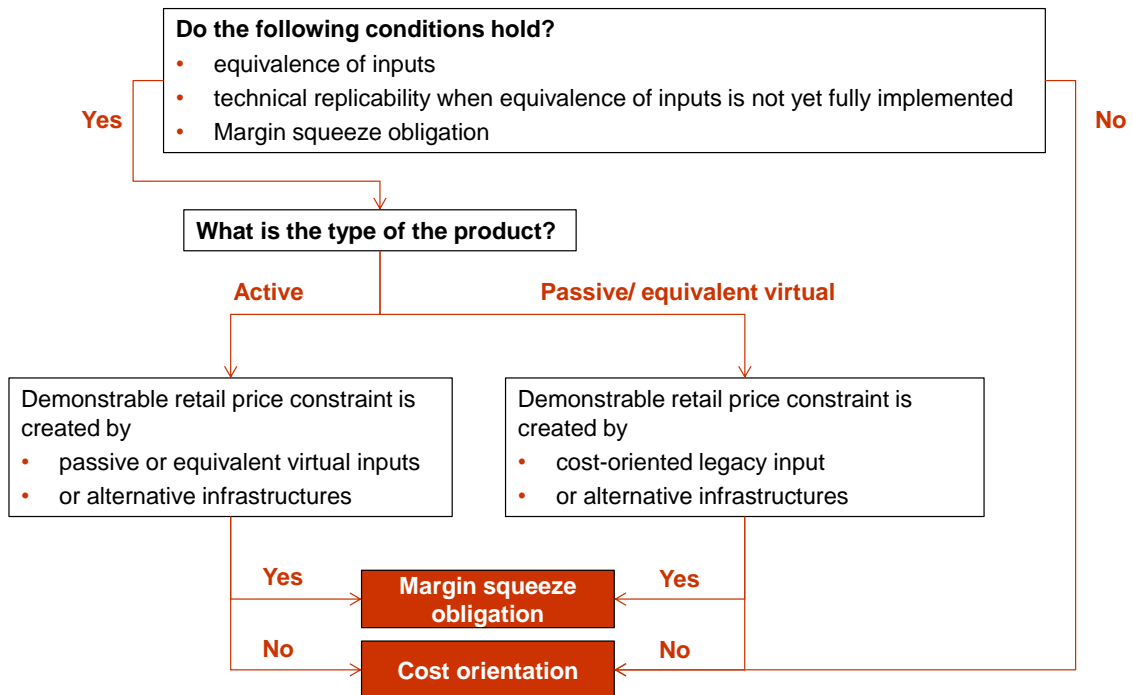 Do the following conditions hold?
• equivalence of inputs
• technical replicability when equivalence of inputs is not yet fully implemented
• Margin squeeze obligation
Yes
No
What is the type of the product?
Active
Passive/ equivalent virtual
Demonstrable retail price constraint is
created by
• passive or equivalent virtual inputs
• or alternative infrastructures
Demonstrable retail price constraint is
created by
• cost-oriented legacy input
• or alternative infrastructures
Yes
Margin squeeze
obligation
Yes
No
Cost orientation
No